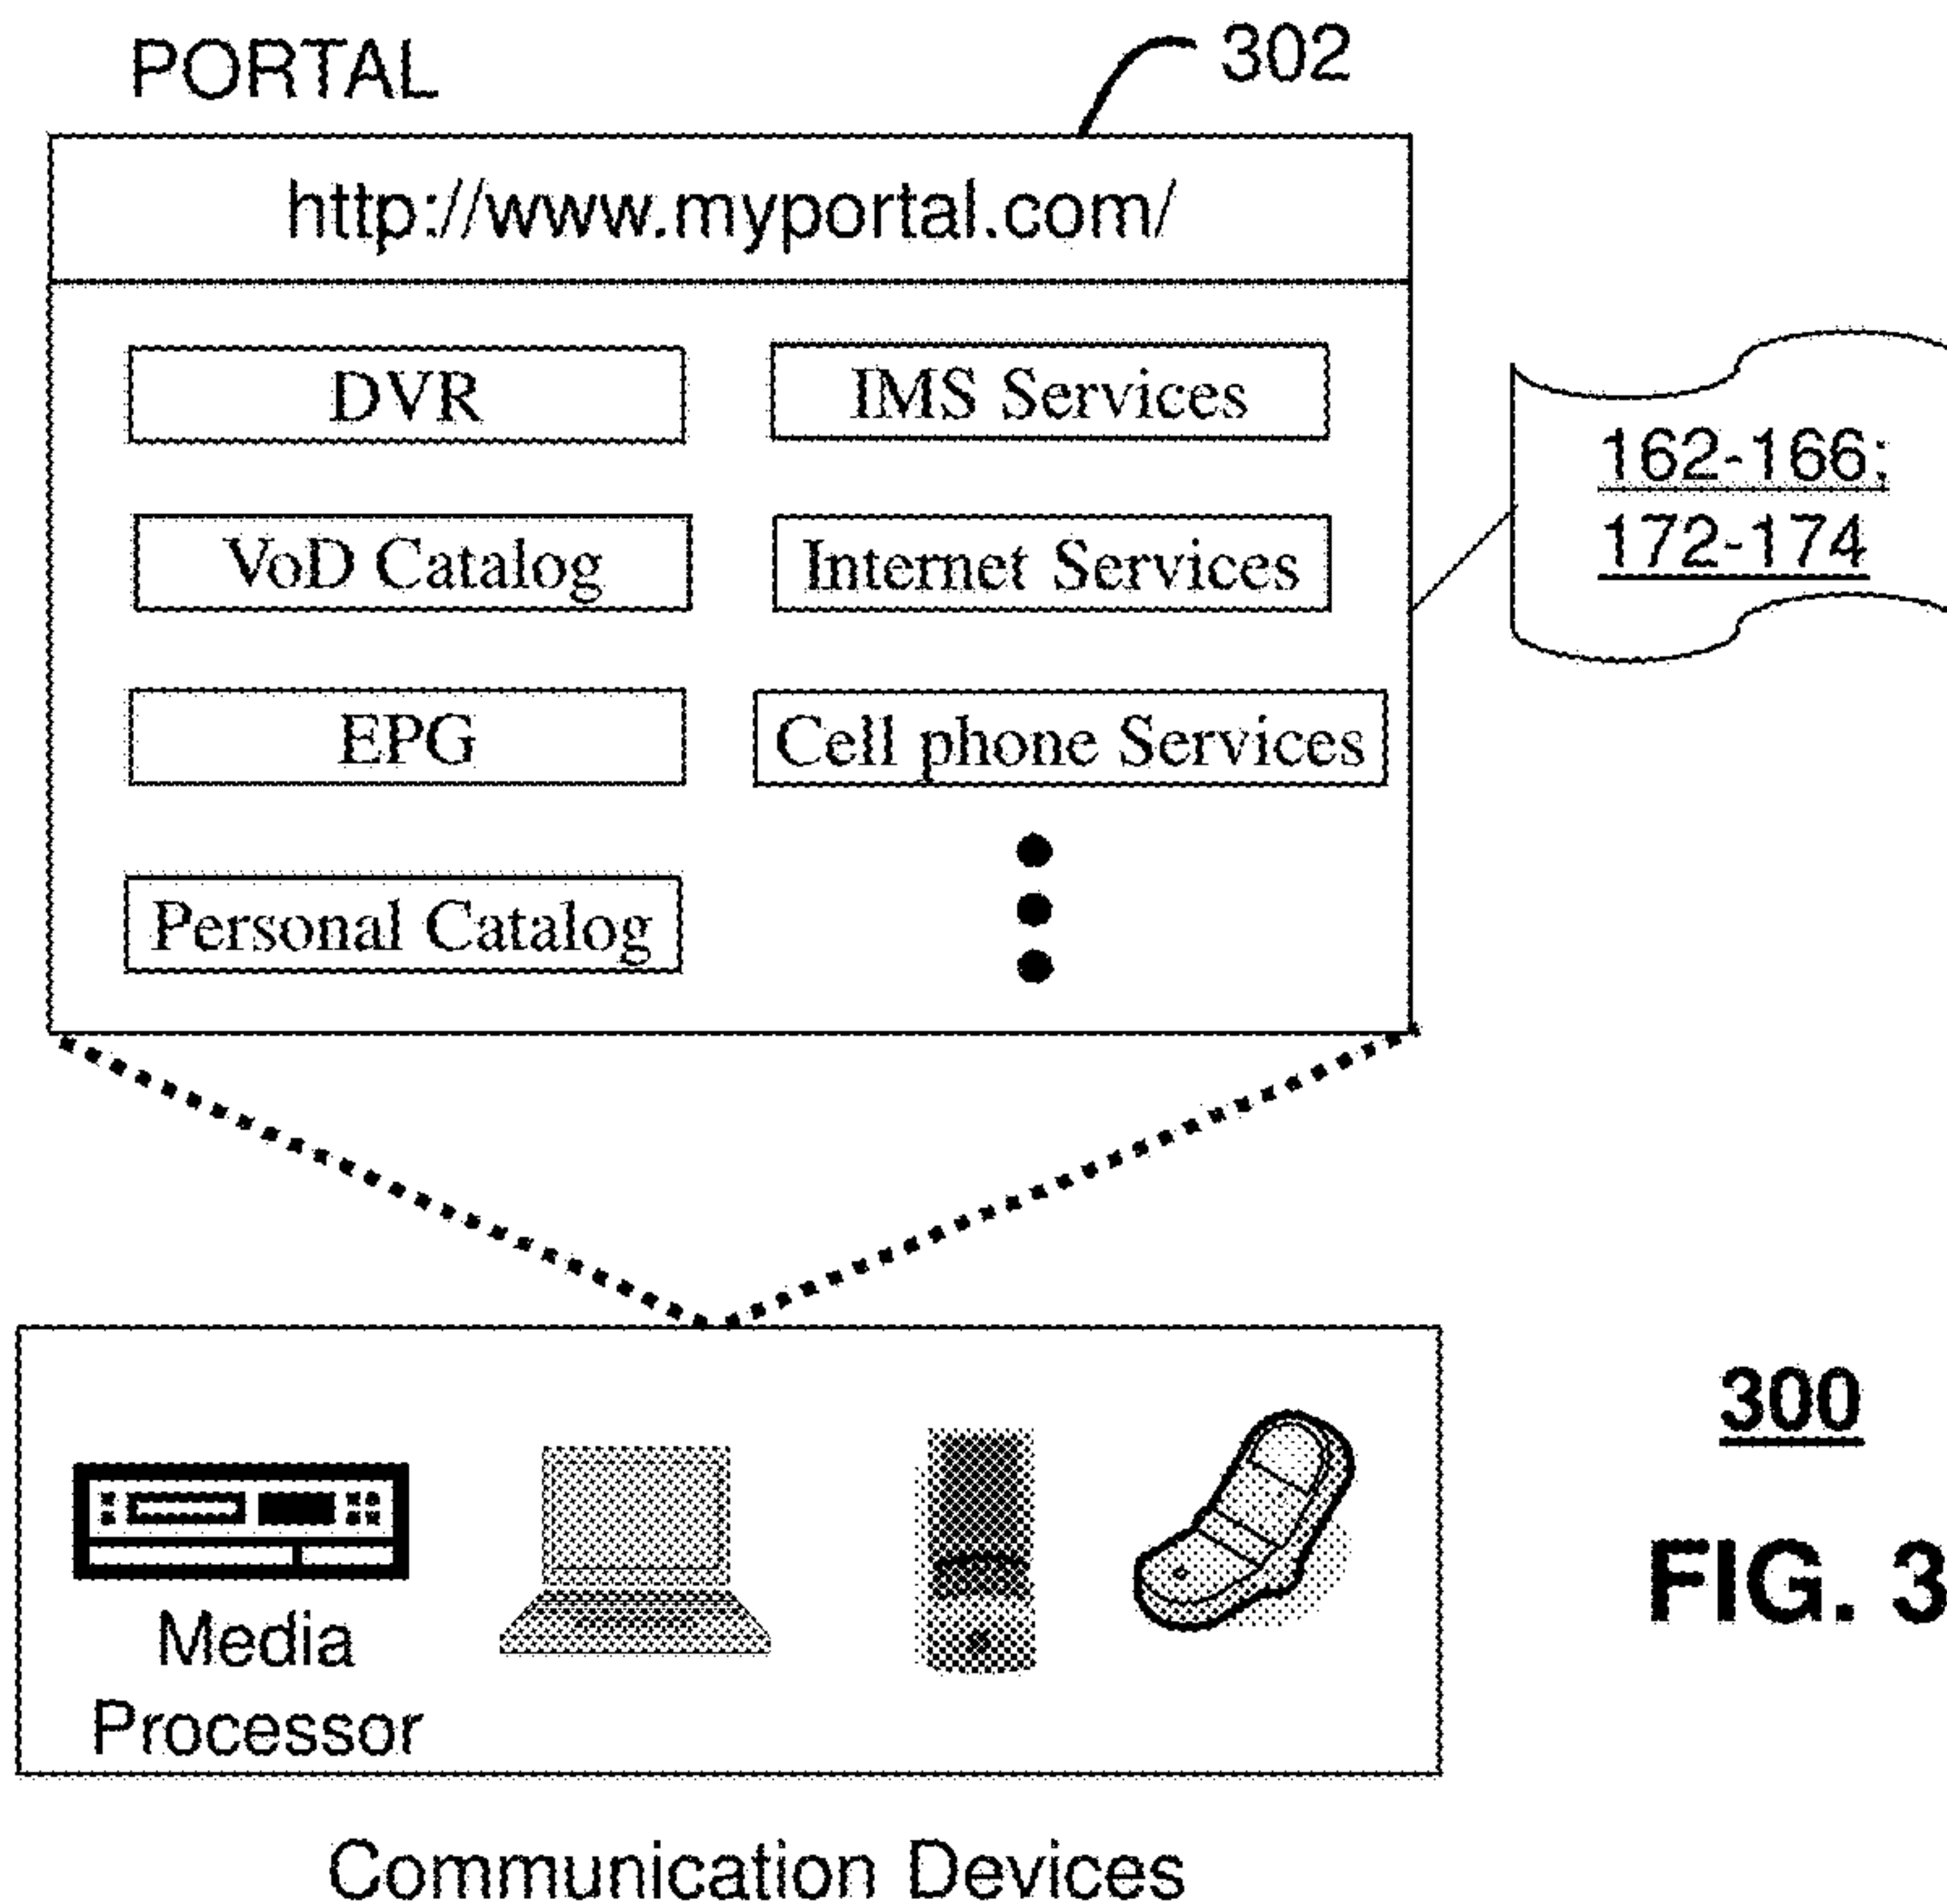 PORTAL
302
http://www.myportal.com/
DVR
IMS Services
VoD Catalog
Internet Services
EPG
Cell phone Services
Personal Catalog
162-166;
172-174
Media
Processor
Communication Devices
300
FIG. 3